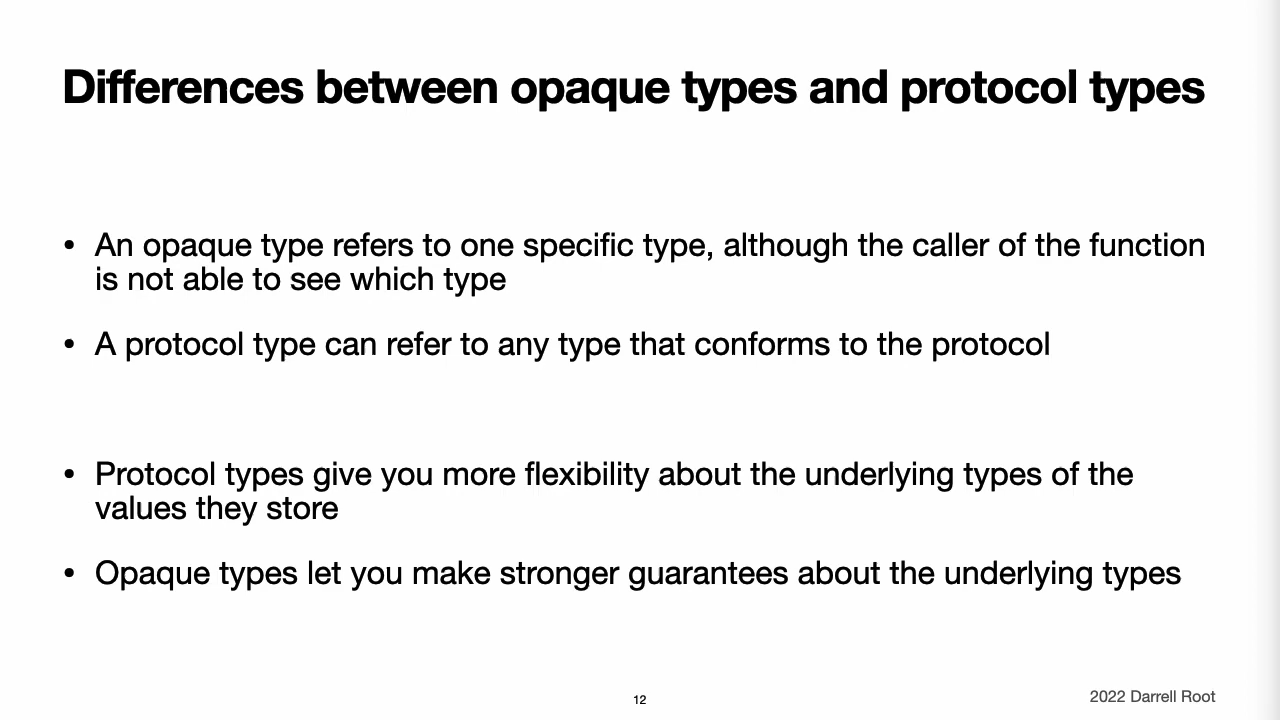 Differences between opaque types and protocol types
• An opaque type refers to one specific type, although the caller of the function
is not able to see which type
• A protocol type can refer to any type that conforms to the protocol
• Protocol types give you more flexibility about the underlying types of the
values they store
• Opaque types let you make stronger guarantees about the underlying types
12
2022 Darrell Root